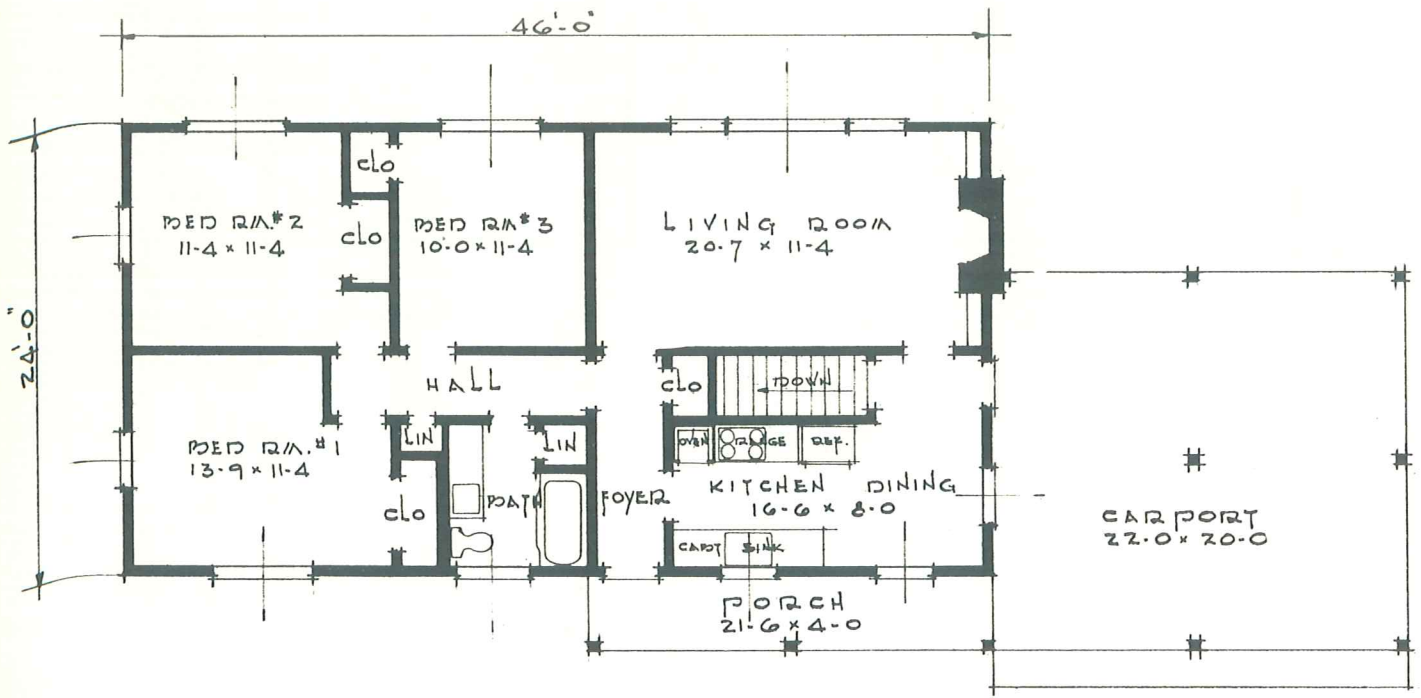 46'-0"
24'-0"
CLO
BED RM.#2
11-4 x 11-4
CLO
BED RM#3
10-0 x 11-4
LIVING ROOM
20-7 x 11-4
HALL
CLO
DOWN
BED RM.#1
13-9 x 11-4
LIN
LIN
OVEN
RANGE
REF.
CLO
BATH
FOYER
KITCHEN DINING
16-6 x 8-0
CARPORT
22-0 x 20-0
CABT
SINK
PORCH
21-6 x 4-0